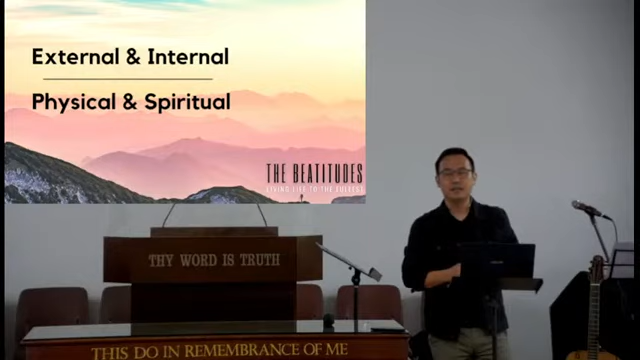 External & Internal
Physical & Spiritual
THE BEATITUDES
LIVING LIFE TO THE FULLEST
THY WORD IS TRUTH
THIS DO IN REMEMBRANCE OF ME